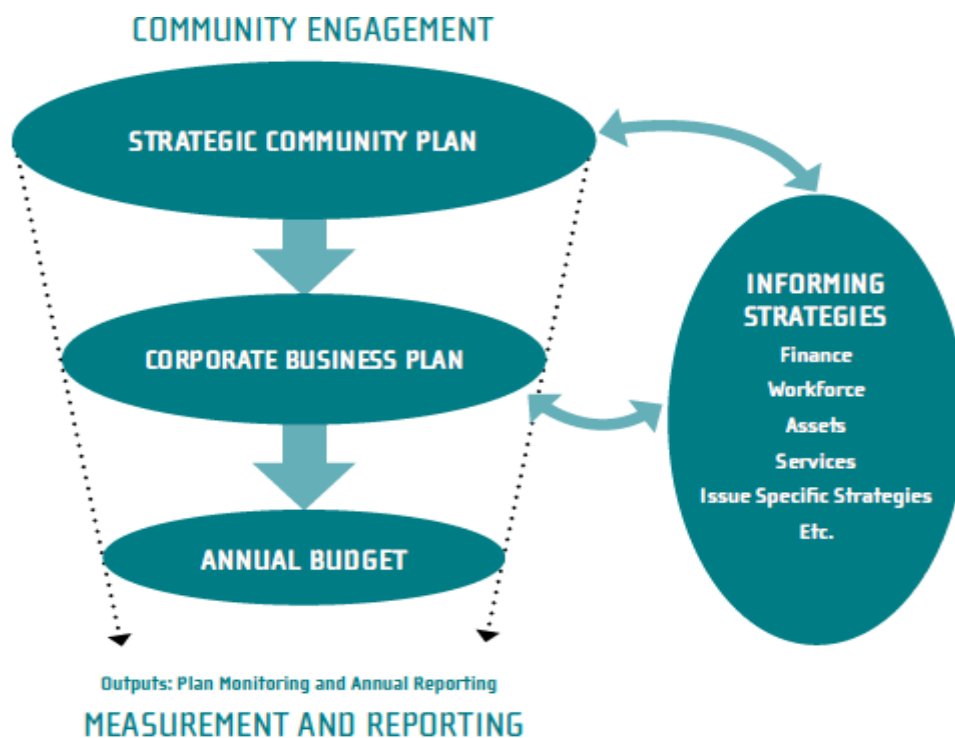 COMMUNITY ENGAGEMENT
STRATEGIC COMMUNITY PLAN
CORPORATE BUSINESS PLAN
ANNUAL BUDGET
INFORMING
STRATEGIES
Finance
Workforce
Assets
Services
Issue Specific Strategies
Etc.
Outputs: Plan Monitoring and Annual Reporting
MEASUREMENT AND REPORTING